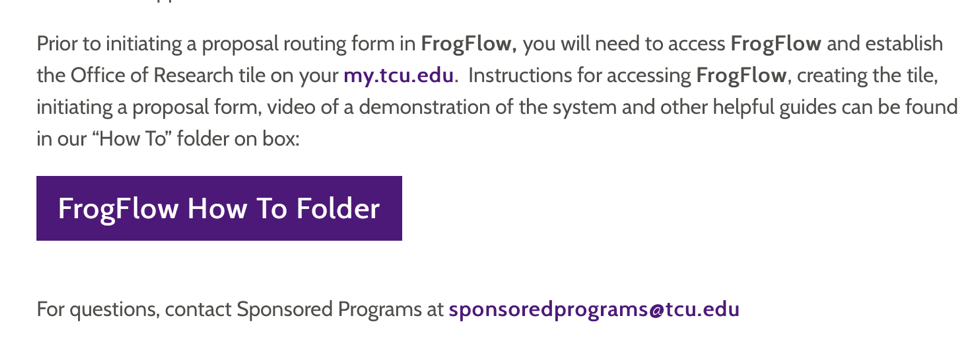 Prior to initiating a proposal routing form in FrogFlow, you will need to access FrogFlow and establish
the Office of Research tile on your my.tcu.edu.  Instructions for accessing FrogFlow, creating the tile,
initiating a proposal form, video of a demonstration of the system and other helpful guides can be found
in our “How To” folder on box:
FrogFlow How To Folder
For questions, contact Sponsored Programs at sponsoredprograms@tcu.edu